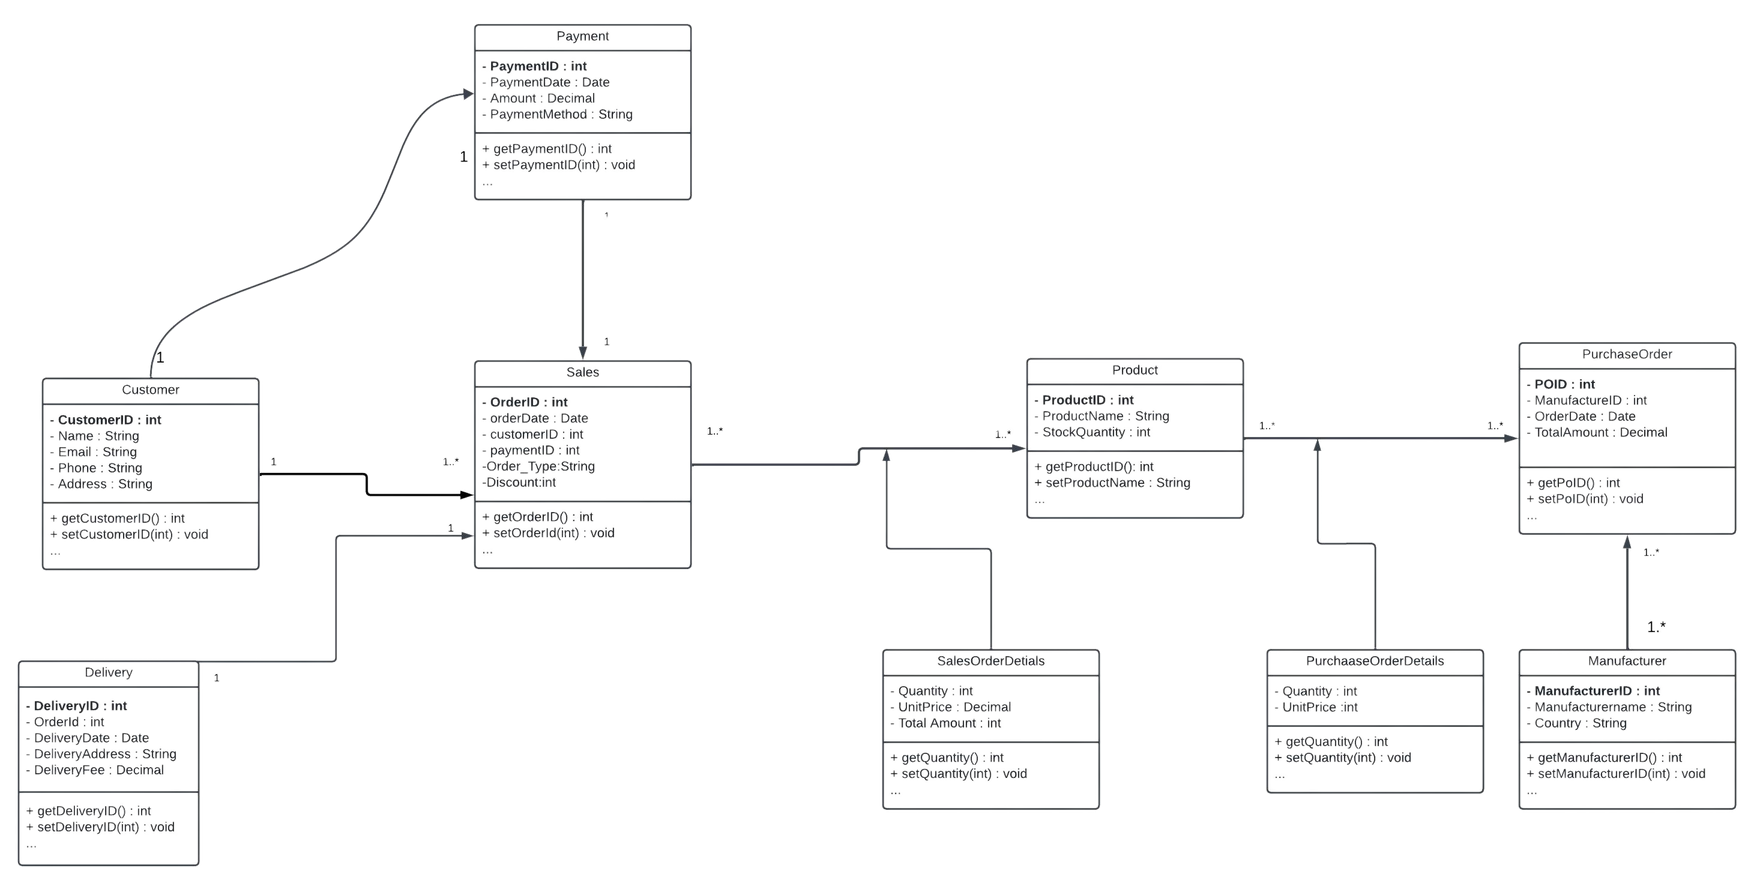 Payment
- PaymentID : int
- PaymentDate : Date
- Amount : Decimal
- PaymentMethod : String
+ getPaymentID() : int
+ setPaymentID(int) : void
...
1
1
1
1
Customer
- CustomerID : int
- Name : String
- Email : String
- Phone : String
- Address : String
+ getCustomerID() : int
+ setCustomerID(int) : void
...
1
1..*
Sales
- OrderID : int
- orderDate : Date
- customerID : int
- paymentID : int
-Order_Type:String
-Discount:int
+ getOrderID() : int
+ setOrderId(int) : void
...
1
1..*
1..*
Product
- ProductID : int
- ProductName : String
- StockQuantity : int
+ getProductID(): int
+ setProductName : String
...
1..*
1..*
PurchaseOrder
- POID : int
- ManufactureID : int
- OrderDate : Date
- TotalAmount : Decimal
+ getPoID() : int
+ setPoID(int) : void
...
1..*
1.*
Delivery
- DeliveryID : int
- OrderId : int
- DeliveryDate : Date
- DeliveryAddress : String
- DeliveryFee : Decimal
+ getDeliveryID() : int
+ setDeliveryID(int) : void
...
1
SalesOrderDetials
- Quantity : int
- UnitPrice : Decimal
- Total Amount : int
+ getQuantity() : int
+ setQuantity(int) : void
...
PurchaaseOrderDetails
- Quantity : int
- UnitPrice :int
+ getQuantity() : int
+ setQuantity(int) : void
...
Manufacturer
- ManufacturerID : int
- Manufacturername : String
- Country : String
+ getManufacturerID() : int
+ setManufacturerID(int) : void
...